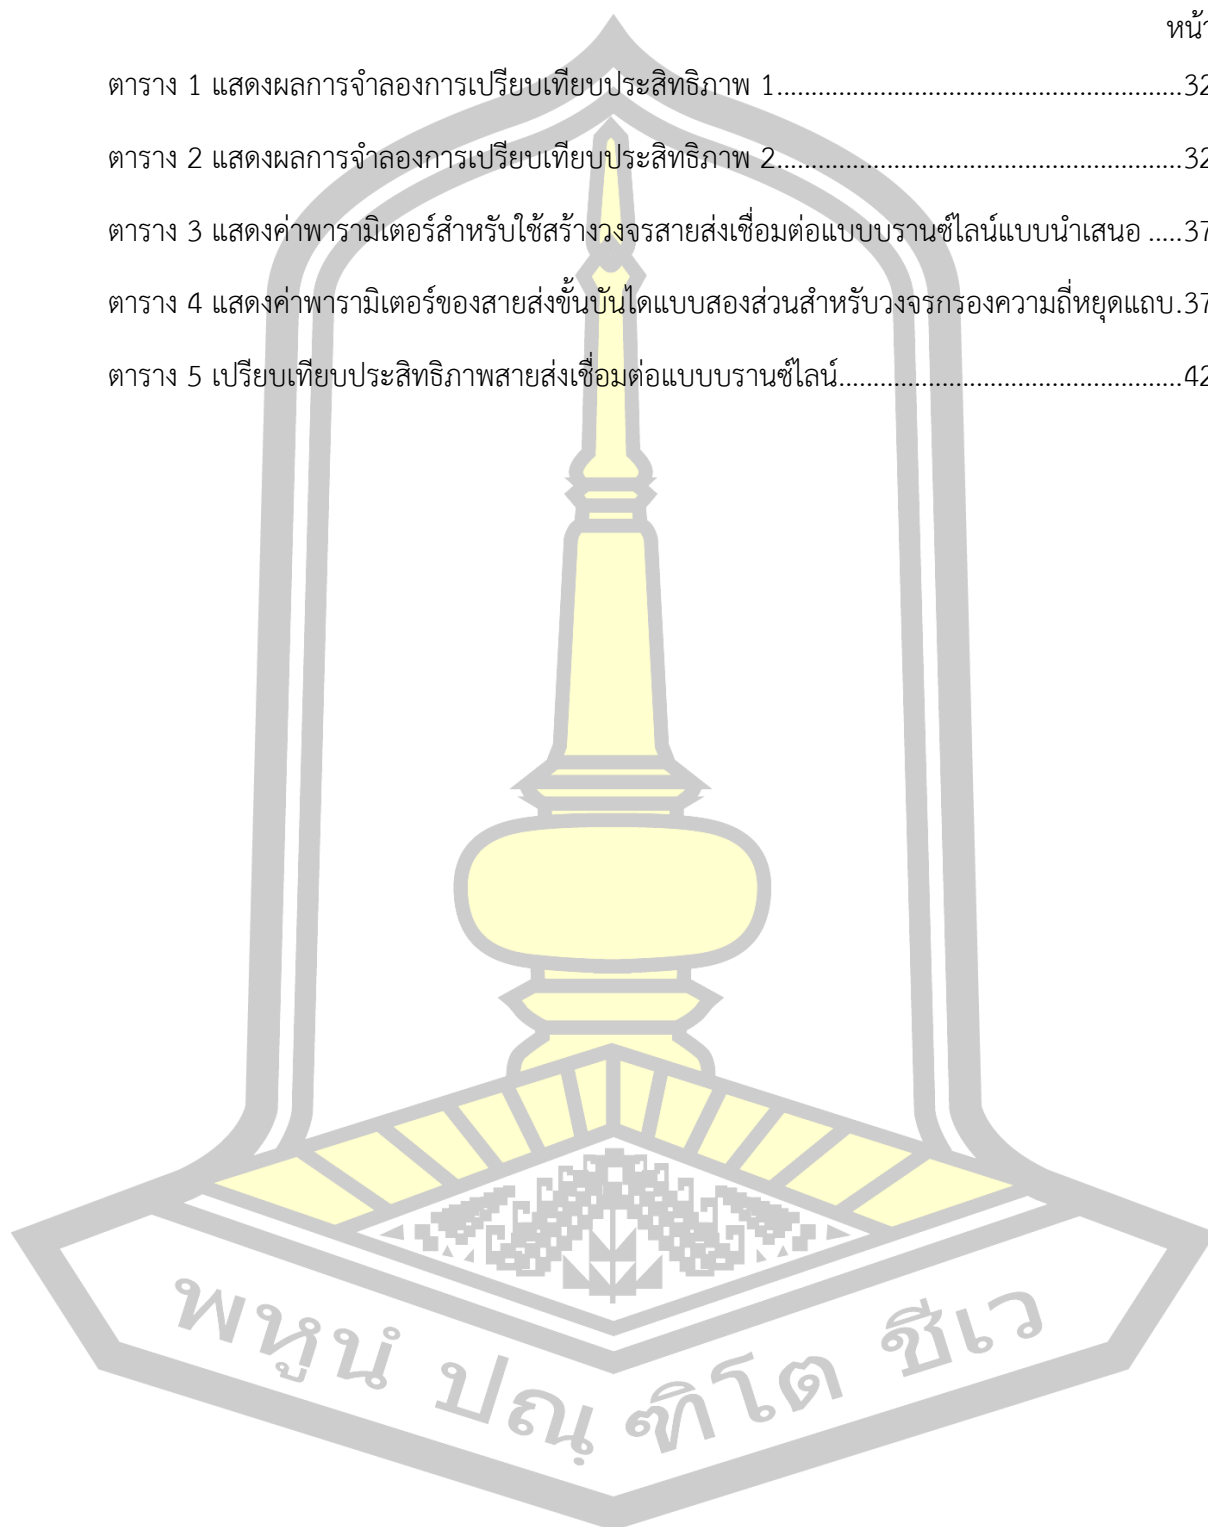 หน้า
ตาราง 1 แสดงผลการจำลองการเปรียบเทียบประสิทธิภาพ 1.......................................................32
ตาราง 2 แสดงผลการจำลองการเปรียบเทียบประสิทธิภาพ 2.......................................................32
ตาราง 3 แสดงค่าพารามิเตอร์สำหรับใช้สร้างวงจรสายส่งเชื่อมต่อแบบบรานซ์ไลน์แบบนำเสนอ .....37
ตาราง 4 แสดงค่าพารามิเตอร์ของสายส่งขั้นบันไดแบบสองส่วนสำหรับวงจรกรองความถี่หยุดแถบ.37
ตาราง 5 เปรียบเทียบประสิทธิภาพสายส่งเชื่อมต่อแบบบรานซ์ไลน์...............................................42
พหูนํ ปณฺ ฑิโต ชีเว